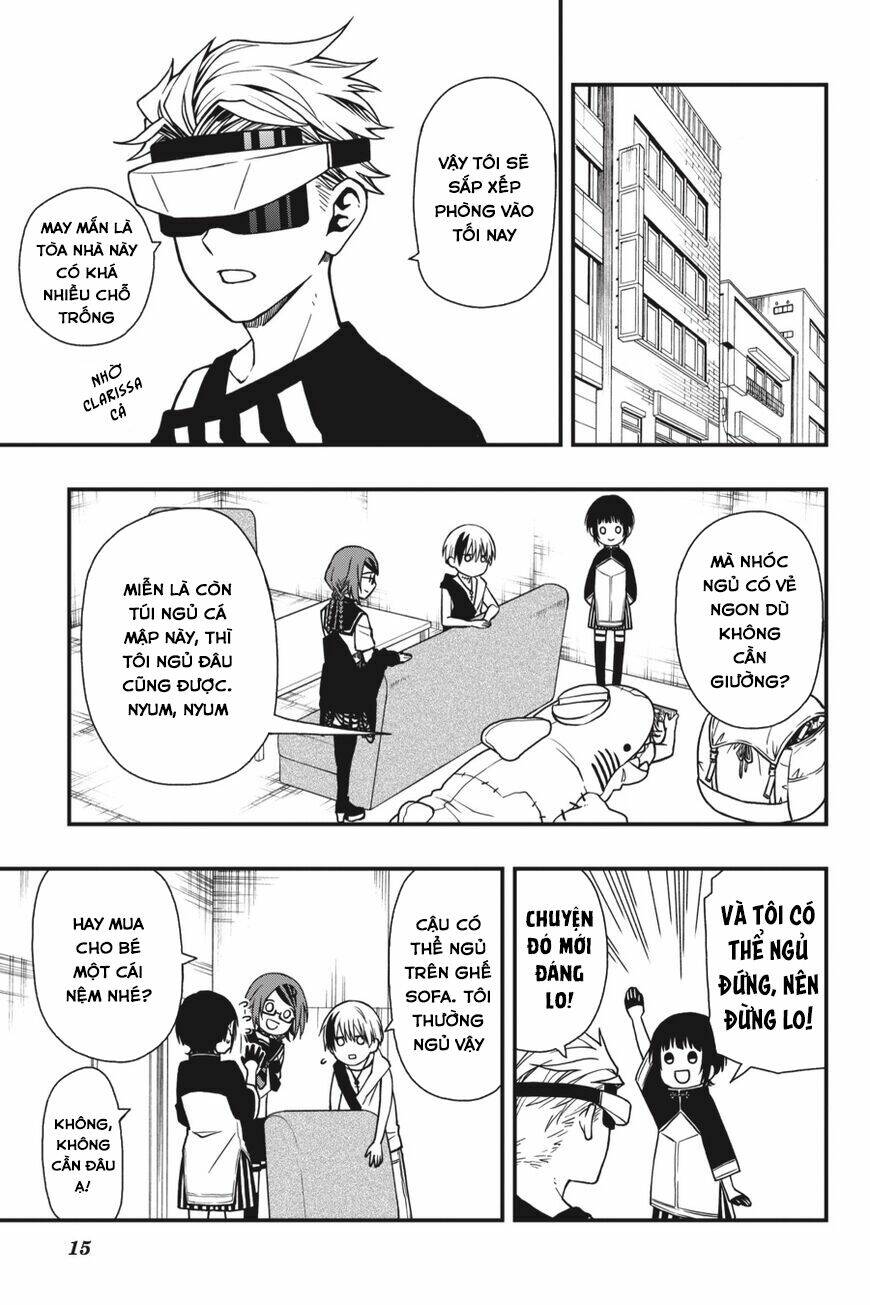 VẬY TÔI SẼ
SẮP XẾP
PHÒNG VÀO
TỐI NAY
MAY MẮN LÀ
TÒA NHÀ NÀY
CÓ KHÁ
NHIỀU CHỖ
TRỐNG
NHỜ
CLARISSA
CẢ
MÀ NHÓC
NGỦ CÓ VẺ
NGON DÙ
KHÔNG
CẦN
GIƯỜNG?
MIỄN LÀ CÒN
TÚI NGỦ CÁ
MẬP NÀY, THÌ
TÔI NGỦ ĐÂU
CŨNG ĐƯỢC.
NYUM, NYUM
VÀ TÔI CÓ
THỂ NGỦ
ĐỨNG, NÊN
ĐỪNG LO!
CHUYỆN
ĐÓ MỚI
ĐÁNG
LO!
CẬU CÓ
THỂ NGỦ
TRÊN GHẾ
SOFA. TÔI
THƯỜNG
NGỦ VẬY
HAY MUA
CHO BÉ
MỘT CÁI
NỆM NHÉ?
KHÔNG,
KHÔNG
CẦN ĐÂU
Ạ!
15